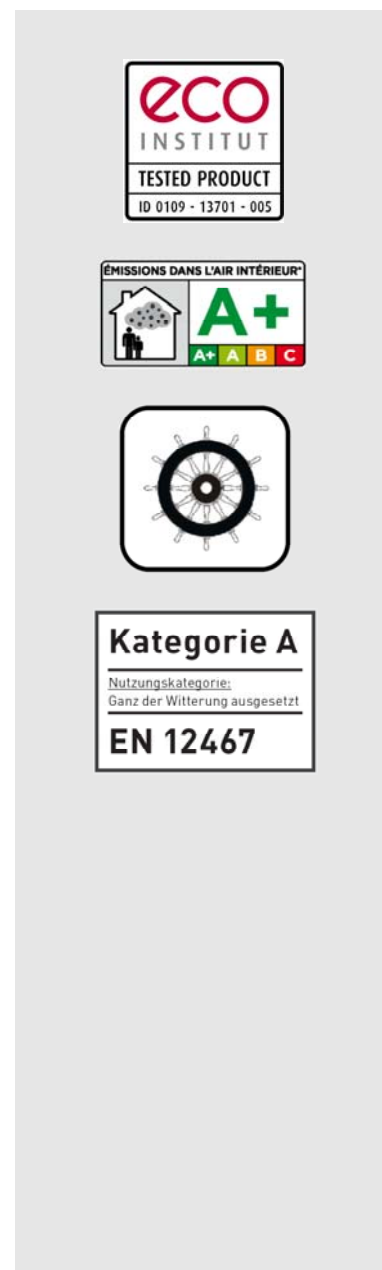 eco
INSTITUT
TESTED PRODUCT
ID 0109 - 13701 - 005
ÉMISSIONS DANS L'AIR INTÉRIEUR*
A+
A+ A B C
Kategorie A
Nutzungskategorie:
Ganz der Witterung ausgesetzt
EN 12467